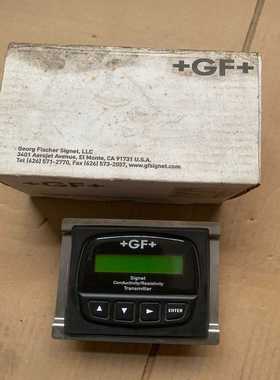 +GF+
Georg Fischer Signet, LLC
3401 Aerojet Avenue, El Monte, CA 91731 U.S.A.
Tel (626) 571-2770, Fax (626) 573-2057, www.gfsignet.com
+GF+
+GF+
Signet
Conductivity/Resistivity
Transmitter
ENTER